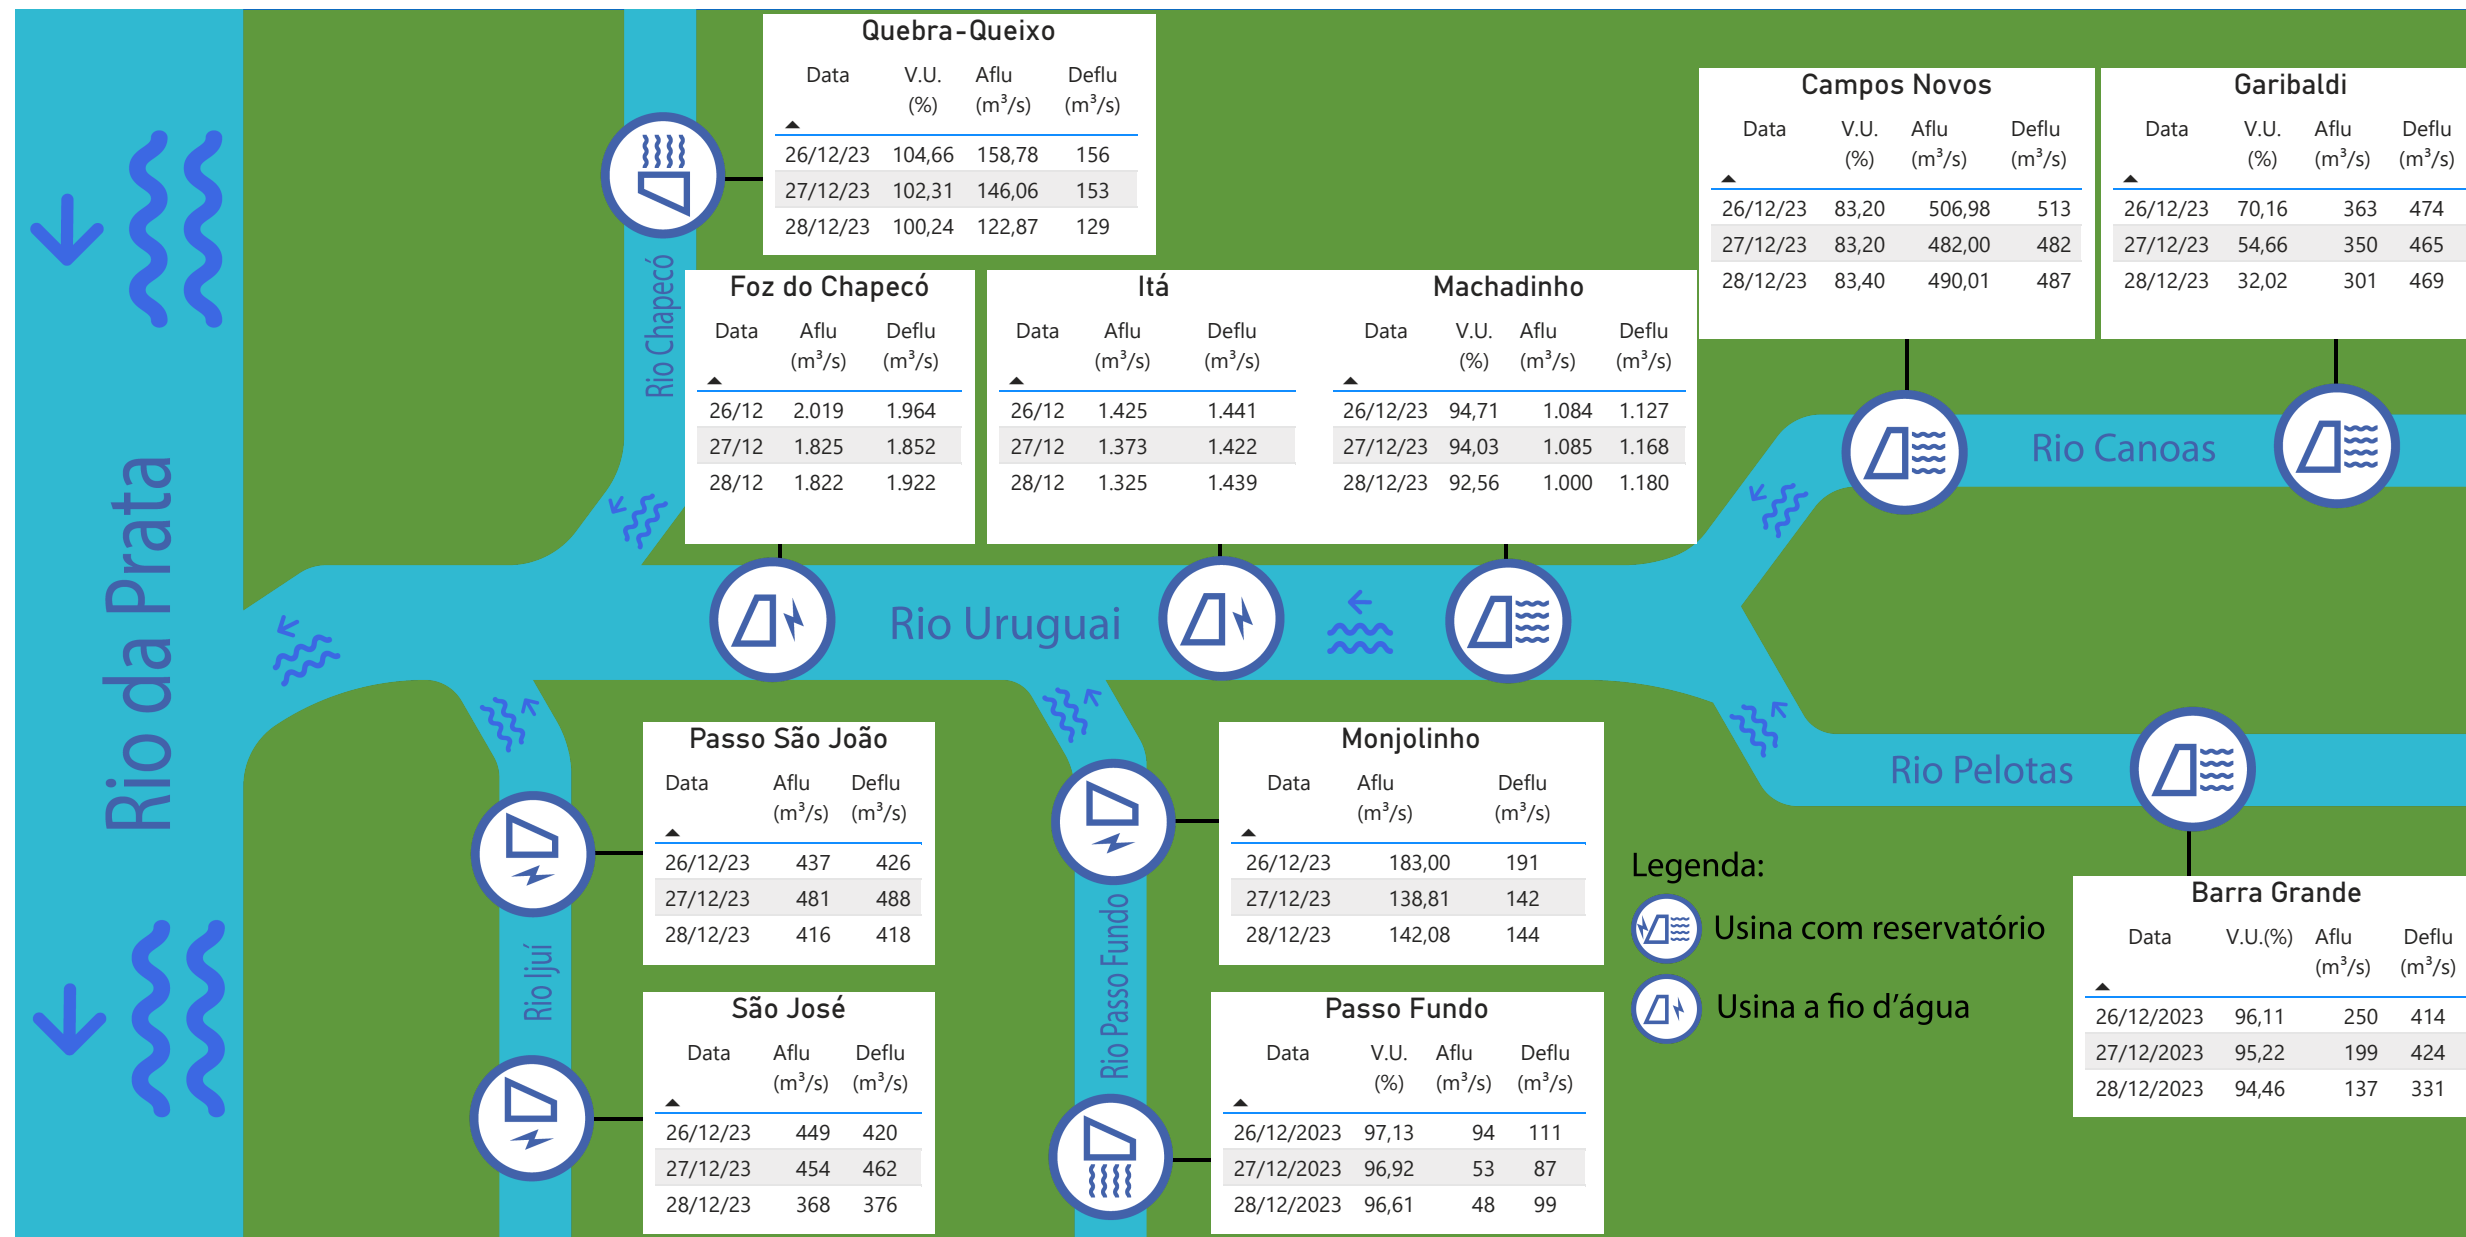 Quebra-Queixo
Data V.U. (%) Aflu (m³/s) Deflu (m³/s)
26/12/23 104,66 158,78 156
27/12/23 102,31 146,06 153
28/12/23 100,24 122,87 129
Campos Novos
Data V.U. (%) Aflu (m³/s) Deflu (m³/s)
26/12/23 83,20 506,98 513
27/12/23 83,20 482,00 482
28/12/23 83,40 490,01 487
Garibaldi
Data V.U. (%) Aflu (m³/s) Deflu (m³/s)
26/12/23 70,16 363 474
27/12/23 54,66 350 465
28/12/23 32,02 301 469
Rio Chapecó
Foz do Chapecó
Data Aflu (m³/s) Deflu (m³/s)
26/12 2.019 1.964
27/12 1.825 1.852
28/12 1.822 1.922
Itá
Data Aflu (m³/s) Deflu (m³/s)
26/12 1.425 1.441
27/12 1.373 1.422
28/12 1.325 1.439
Machadinho
Data V.U. (%) Aflu (m³/s) Deflu (m³/s)
26/12/23 94,71 1.084 1.127
27/12/23 94,03 1.085 1.168
28/12/23 92,56 1.000 1.180
Rio Canoas
Rio da Prata
Rio Uruguai
Rio Pelotas
Passo São João
Data Aflu (m³/s) Deflu (m³/s)
26/12/23 437 426
27/12/23 481 488
28/12/23 416 418
Monjolinho
Data Aflu (m³/s) Deflu (m³/s)
26/12/23 183,00 191
27/12/23 138,81 142
28/12/23 142,08 144
Legenda:
Usina com reservatório
Usina a fio d’água
Barra Grande
Data V.U.(%) Aflu (m³/s) Deflu (m³/s)
26/12/2023 96,11 250 414
27/12/2023 95,22 199 424
28/12/2023 94,46 137 331
Rio Ijuí
São José
Data Aflu (m³/s) Deflu (m³/s)
26/12/23 449 420
27/12/23 454 462
28/12/23 368 376
Rio Passo Fundo
Passo Fundo
Data V.U. (%) Aflu (m³/s) Deflu (m³/s)
26/12/2023 97,13 94 111
27/12/2023 96,92 53 87
28/12/2023 96,61 48 99